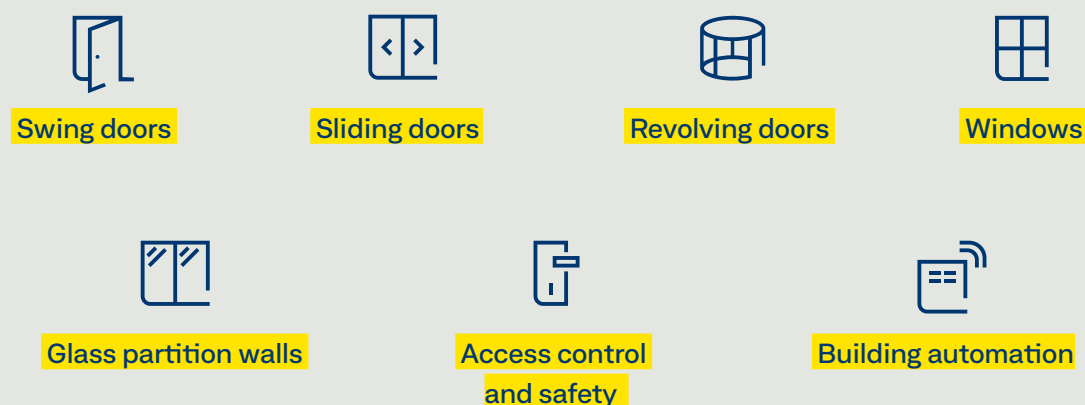 Swing doors
Sliding doors
Revolving doors
Windows
Glass partition walls
Access control
and safety
Building automation